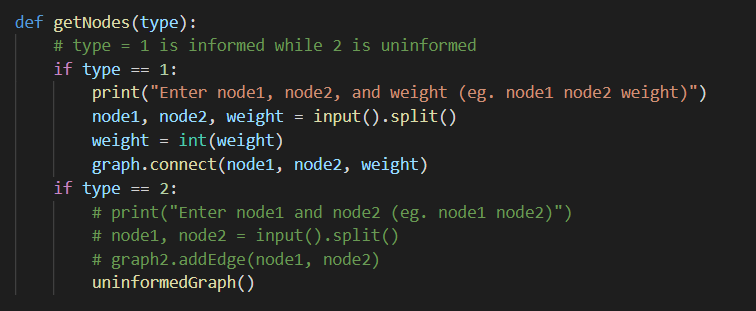 def getNodes(type):
    # type = 1 is informed while 2 is uninformed
    if type == 1:
        print("Enter node1, node2, and weight (eg. node1 node2 weight)")
        node1, node2, weight = input().split()
        weight = int(weight)
        graph.connect(node1, node2, weight)
    if type == 2:
        # print("Enter node1 and node2 (eg. node1 node2)")
        # node1, node2 = input().split()
        # graph2.addEdge(node1, node2)
        uninformedGraph()